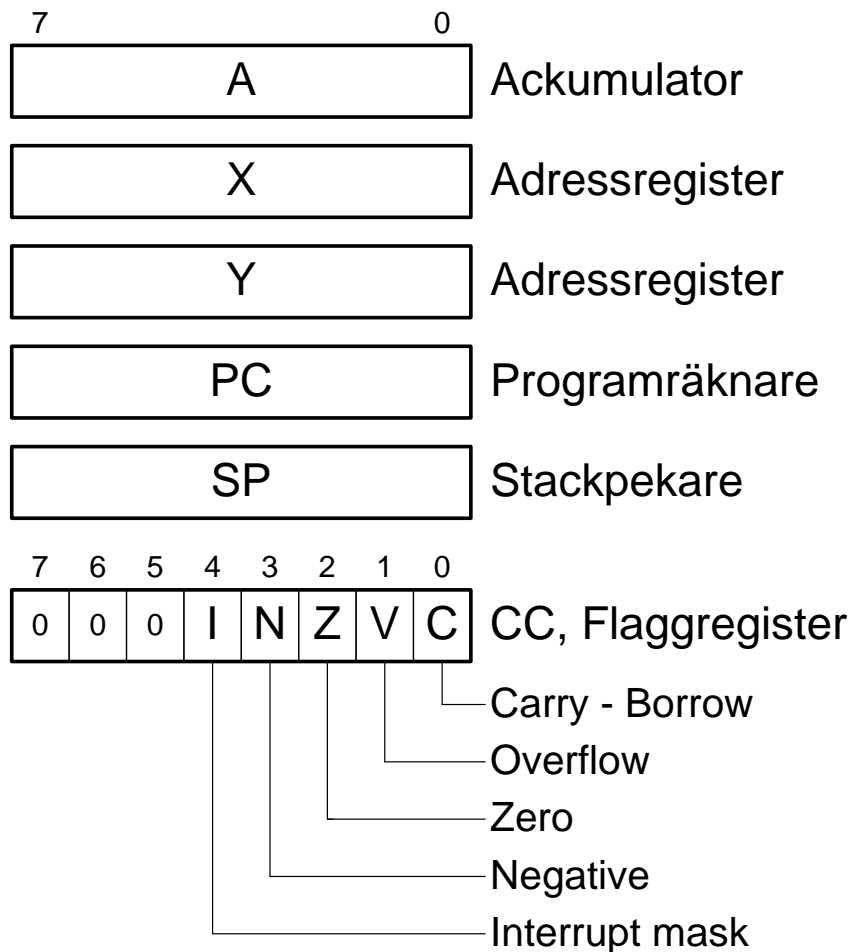 7 0
A Ackumulator
X Adressregister
Y Adressregister
PC Programräknare
SP Stackpekare
7 6 5 4 3 2 1 0
0 0 0 I N Z V C CC, Flaggregister
Carry - Borrow
Overflow
Zero
Negative
Interrupt mask